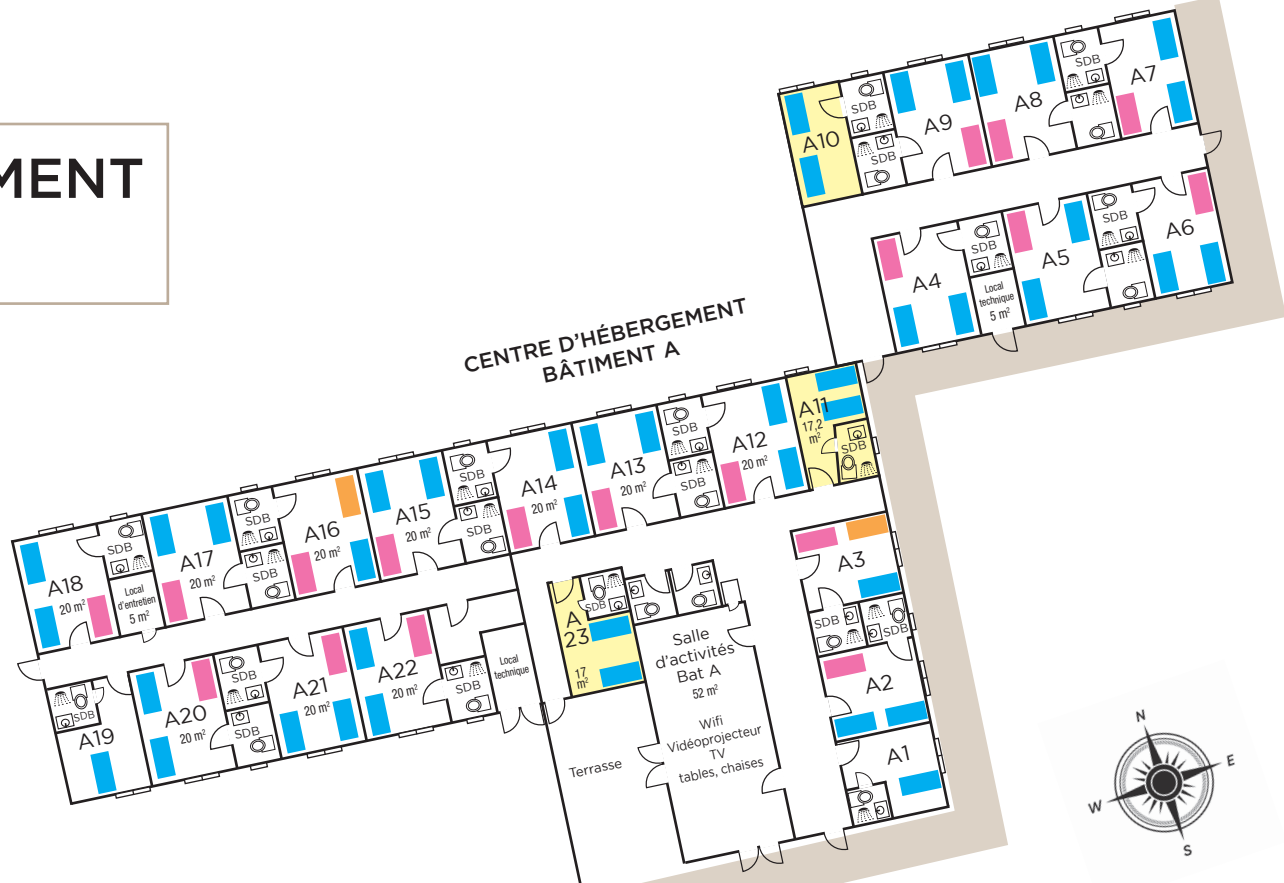 MENT
CENTRE D'HÉBERGEMENT
BÂTIMENT A
A10
SDB
SDB
A9
A8
SDB
A7
A4
SDB
Local
technique
5 m²
A5
SDB
A6
A18
20 m²
SDB
Local
d'entretien
5 m²
A17
20 m²
SDB
SDB
A16
20 m²
A15
20 m²
SDB
SDB
A14
20 m²
A13
20 m²
SDB
SDB
A12
20 m²
A11
17,2
m²
SDB
A19
SDB
A20
20 m²
SDB
SDB
A21
20 m²
A22
20 m²
SDB
Local
technique
A
23
17
m²
SDB
Salle
d'activités
Bat A
52 m²
Wifi
Vidéoprojecteur
TV
tables, chaises
Terrasse
A3
SDB
SDB
A2
A1
N
E
W
S